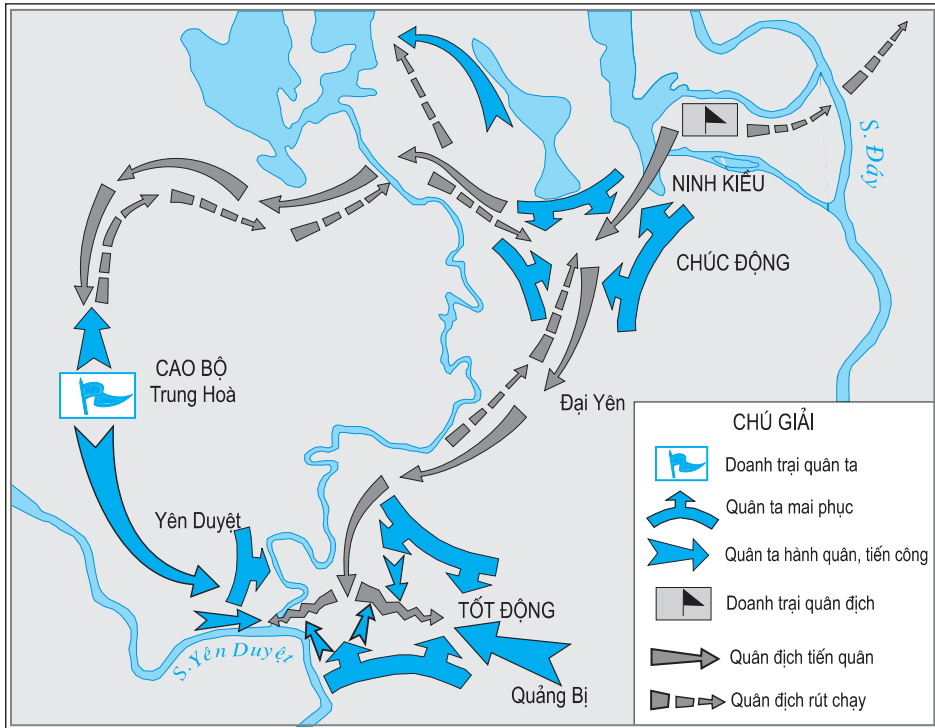 S. Đáy
NINH KIỀU
CHÚC ĐỘNG
CAO BỘ
Trung Hoà
Đại Yên
Yên Duyệt
TỐT ĐỘNG
S. Yên Duyệt
Quảng Bị
CHÚ GIẢI
Doanh trại quân ta
Quân ta mai phục
Quân ta hành quân, tiến công
Doanh trại quân địch
Quân địch tiến quân
Quân địch rút chạy